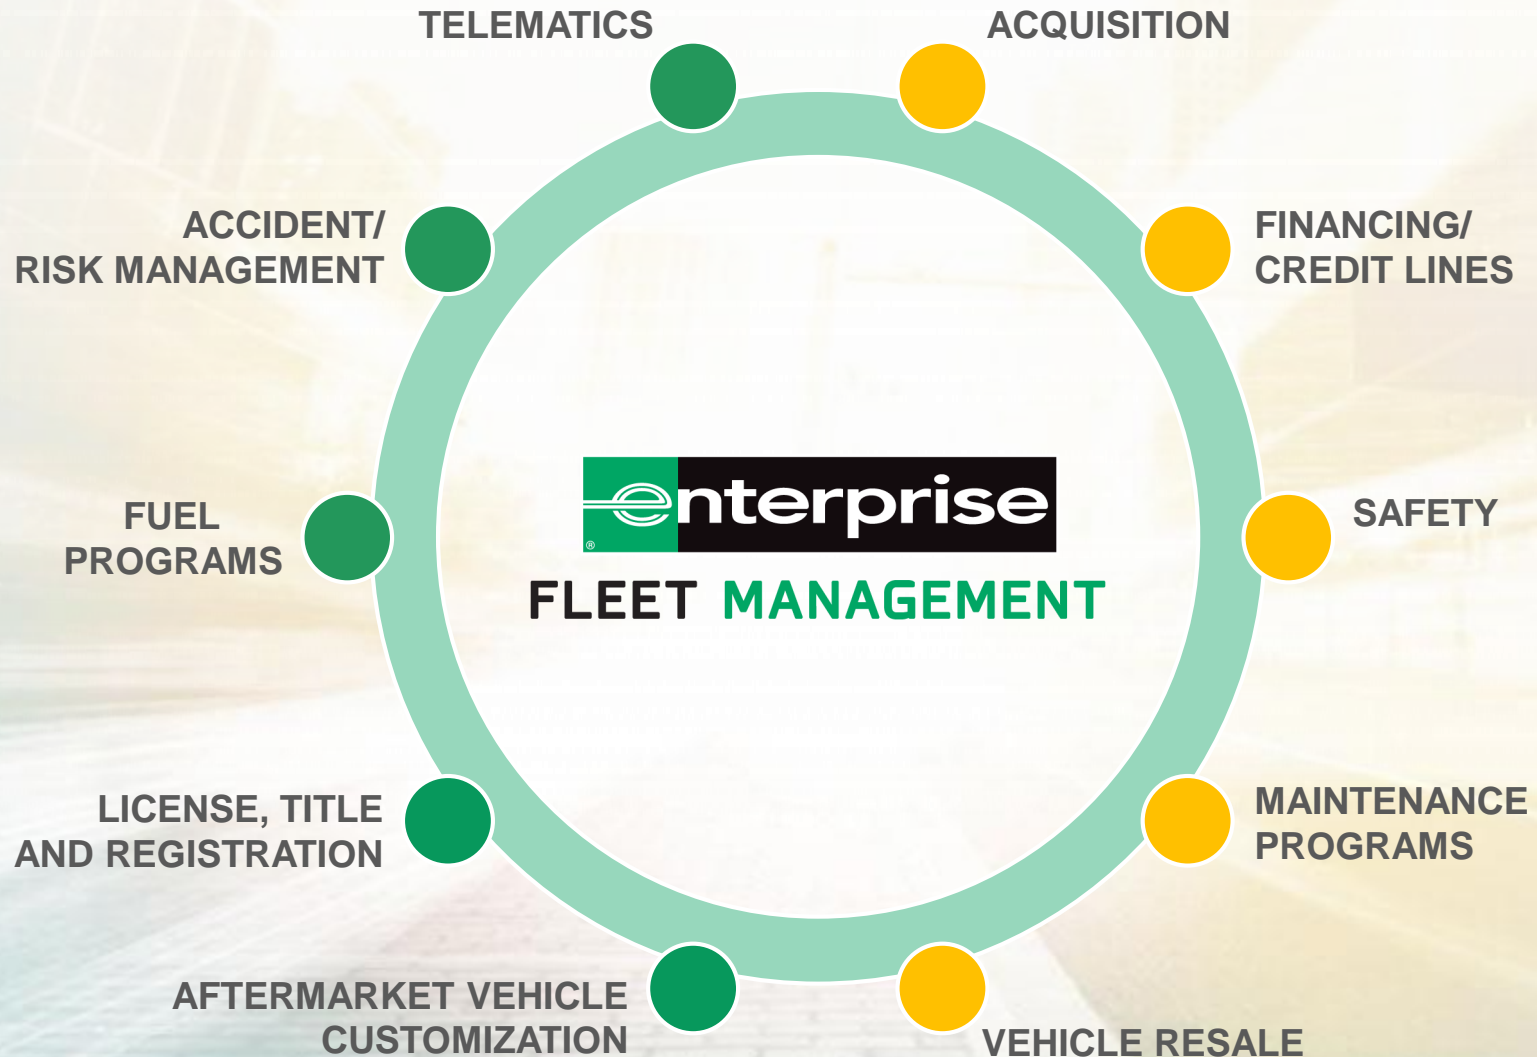 TELEMATICS
ACQUISITION
ACCIDENT/
RISK MANAGEMENT
FINANCING/
CREDIT LINES
FUEL
PROGRAMS
enterprise
®
FLEET MANAGEMENT
SAFETY
LICENSE, TITLE
AND REGISTRATION
MAINTENANCE
PROGRAMS
AFTERMARKET VEHICLE
CUSTOMIZATION
VEHICLE RESALE